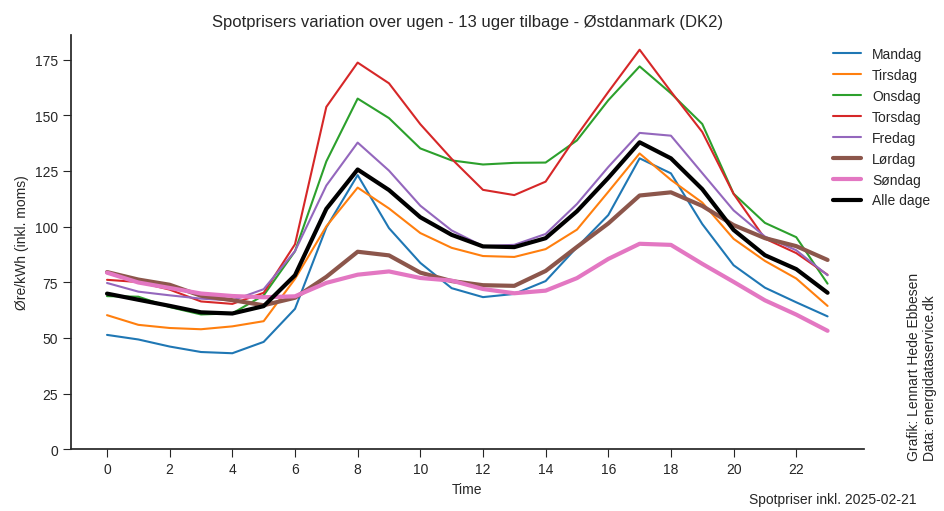 Spotprisers variation over ugen - 13 uger tilbage - Østdanmark (DK2)
Øre/kWh (inkl. moms)
175
150
125
100
75
50
25
0
0 2 4 6 8 10 12 14 16 18 20 22
Time
Mandag
Tirsdag
Onsdag
Torsdag
Fredag
Lørdag
Søndag
Alle dage
Grafik: Lennart Hede Ebbesen
Data: energidataservice.dk
Spotpriser inkl. 2025-02-21